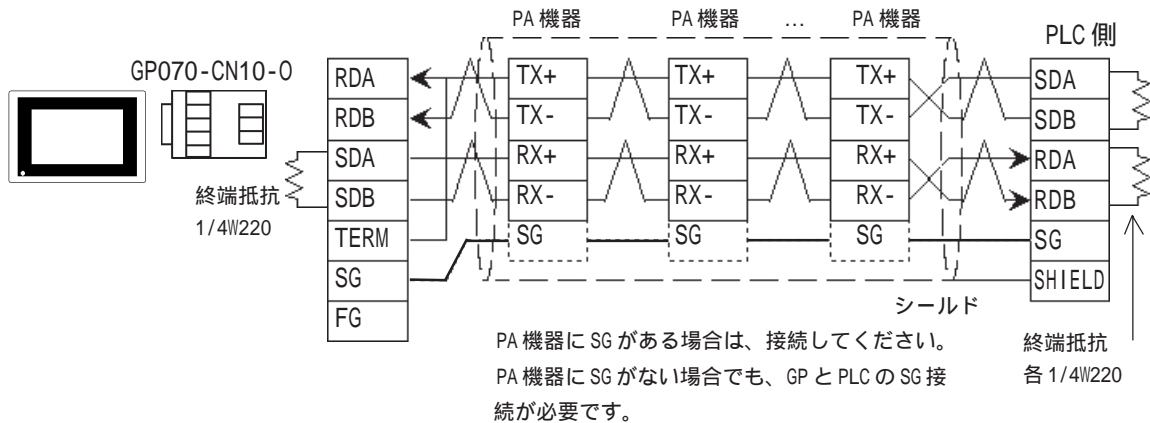 PA 機器 PA 機器 ... PA 機器
PLC 側
GP070-CN10-O
RDA
RDB
SDA
SDB
TERM
SG
FG
終端抵抗
1/4W220
TX+
TX-
RX+
RX-
SG
TX+
TX-
RX+
RX-
SG
TX+
TX-
RX+
RX-
SG
SDA
SDB
RDA
RDB
SG
SHIELD
シールド
終端抵抗
各 1/4W220
PA 機器に SG がある場合は、接続してください。
PA 機器に SG がない場合でも、GP と PLC の SG 接
続が必要です。